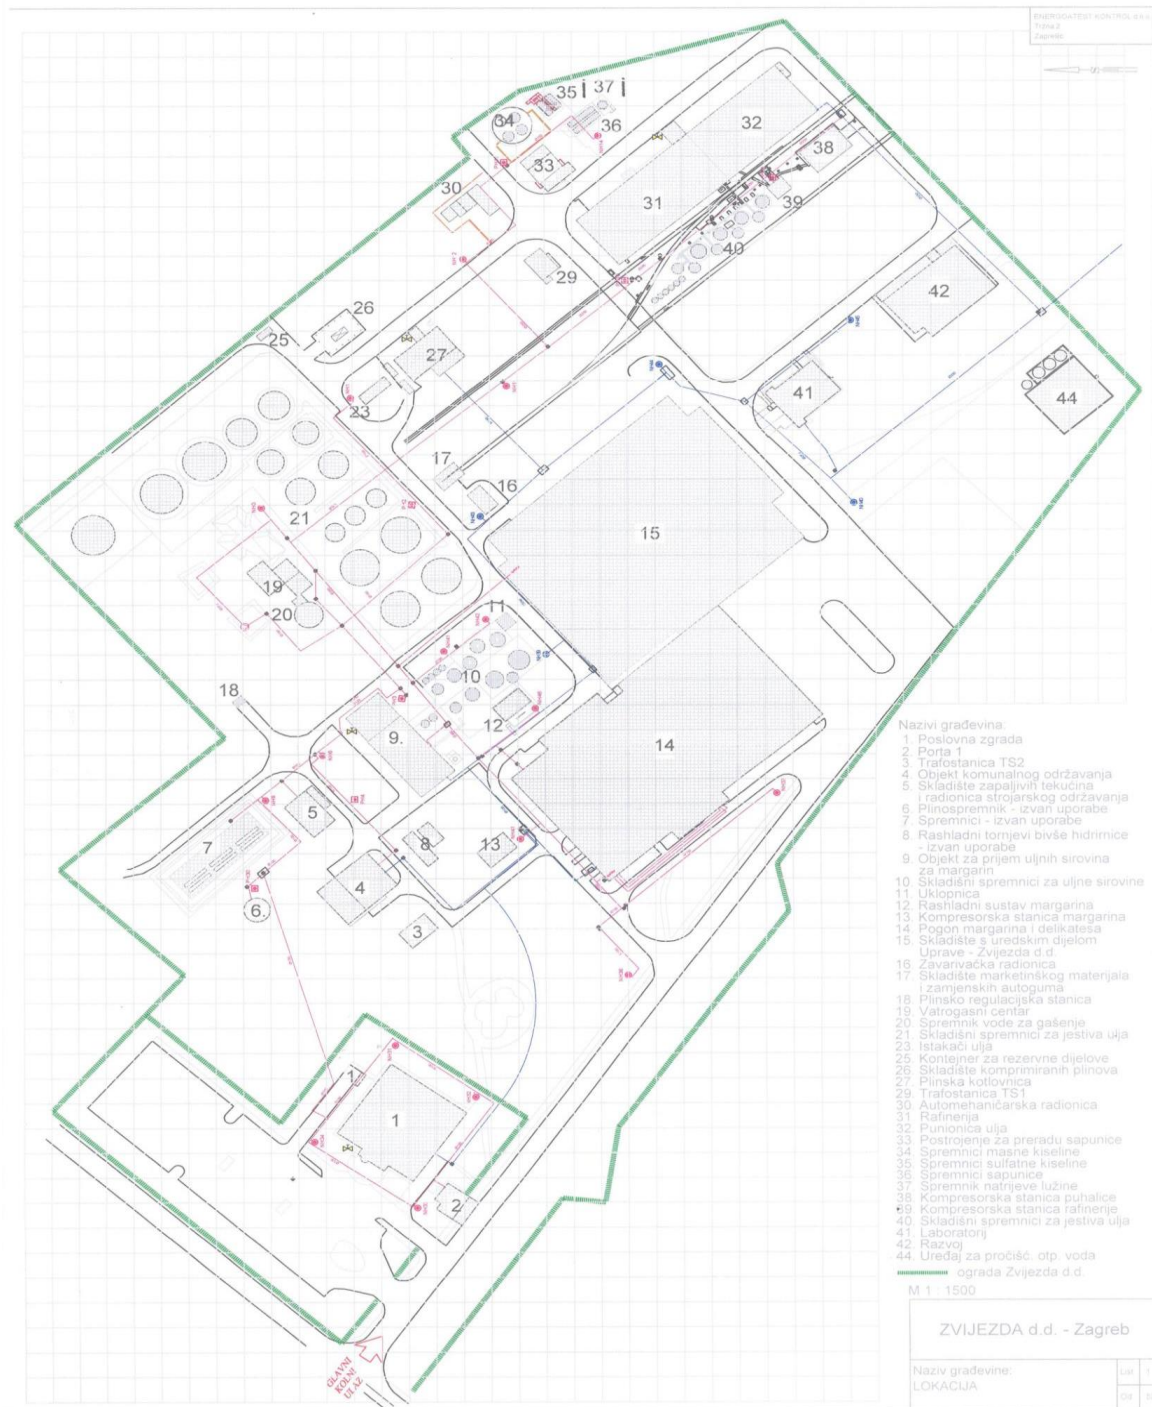 ENERGOATEST KONTROL d.o.o.
Zagreb
35 i 37 i
34
36
32
33
38
30
31
39
40
29
42
26
25
27
23
41
44
17
16
21
15
19
20
11
10
18
12
9.
14
5
7
8
13
4
6.
3
1
1
2
GLAVNI
KOLNI
ULAZ
Nazivi građevina:
1. Poslovna zgrada
2. Porta 1
3. Trafostanica TS2
4. Objekt komunalnog održavanja
5. Skladište zapaljivih tekućina
i radionica strojarskog održavanja
6. Plinospremnik - izvan uporabe
7. Spremnici - izvan uporabe
8. Rashladni tornjevi bivše hidrirnice
- izvan uporabe
9. Objekt za prijem uljnih sirovina
za margarin
10. Skladišni spremnici za uljne sirovine
11. Uklopnica
12. Rashladni sustav margarina
13. Kompresorska stanica margarina
14. Pogon margarina i delikatesa
15. Skladište s uredskim dijelom
Uprave - Zvijezda d.d.
16. Zavarivačka radionica
17. Skladište marketinškog materijala
i zamjenskih autoguma
18. Plinsko regulacijska stanica
19. Vatrogasni centar
20. Spremnik vode za gašenje
21. Skladišni spremnici za jestiva ulja
23. Istakači ulja
25. Kontejner za rezervne dijelove
26. Skladište komprimiranih plinova
27. Plinska kotlovnica
29. Trafostanica TS1
30. Automehaničarska radionica
31. Rafinerija
32. Punionica ulja
33. Postrojenje za preradu sapunice
34. Spremnici masne kiseline
35. Spremnici sulfatne kiseline
36. Spremnici sapunice
37. Spremnik natrijeve lužine
38. Kompresorska stanica puhalice
39. Kompresorska stanica rafinerije
40. Skladišni spremnici za jestiva ulja
41. Laboratorij
42. Razvoj
44. Uređaj za pročišć. otp. voda
ograda Zvijezda d.d.
M 1 : 1500
ZVIJEZDA d.d. - Zagreb
Naziv građevine:
LOKACIJA
List
Od